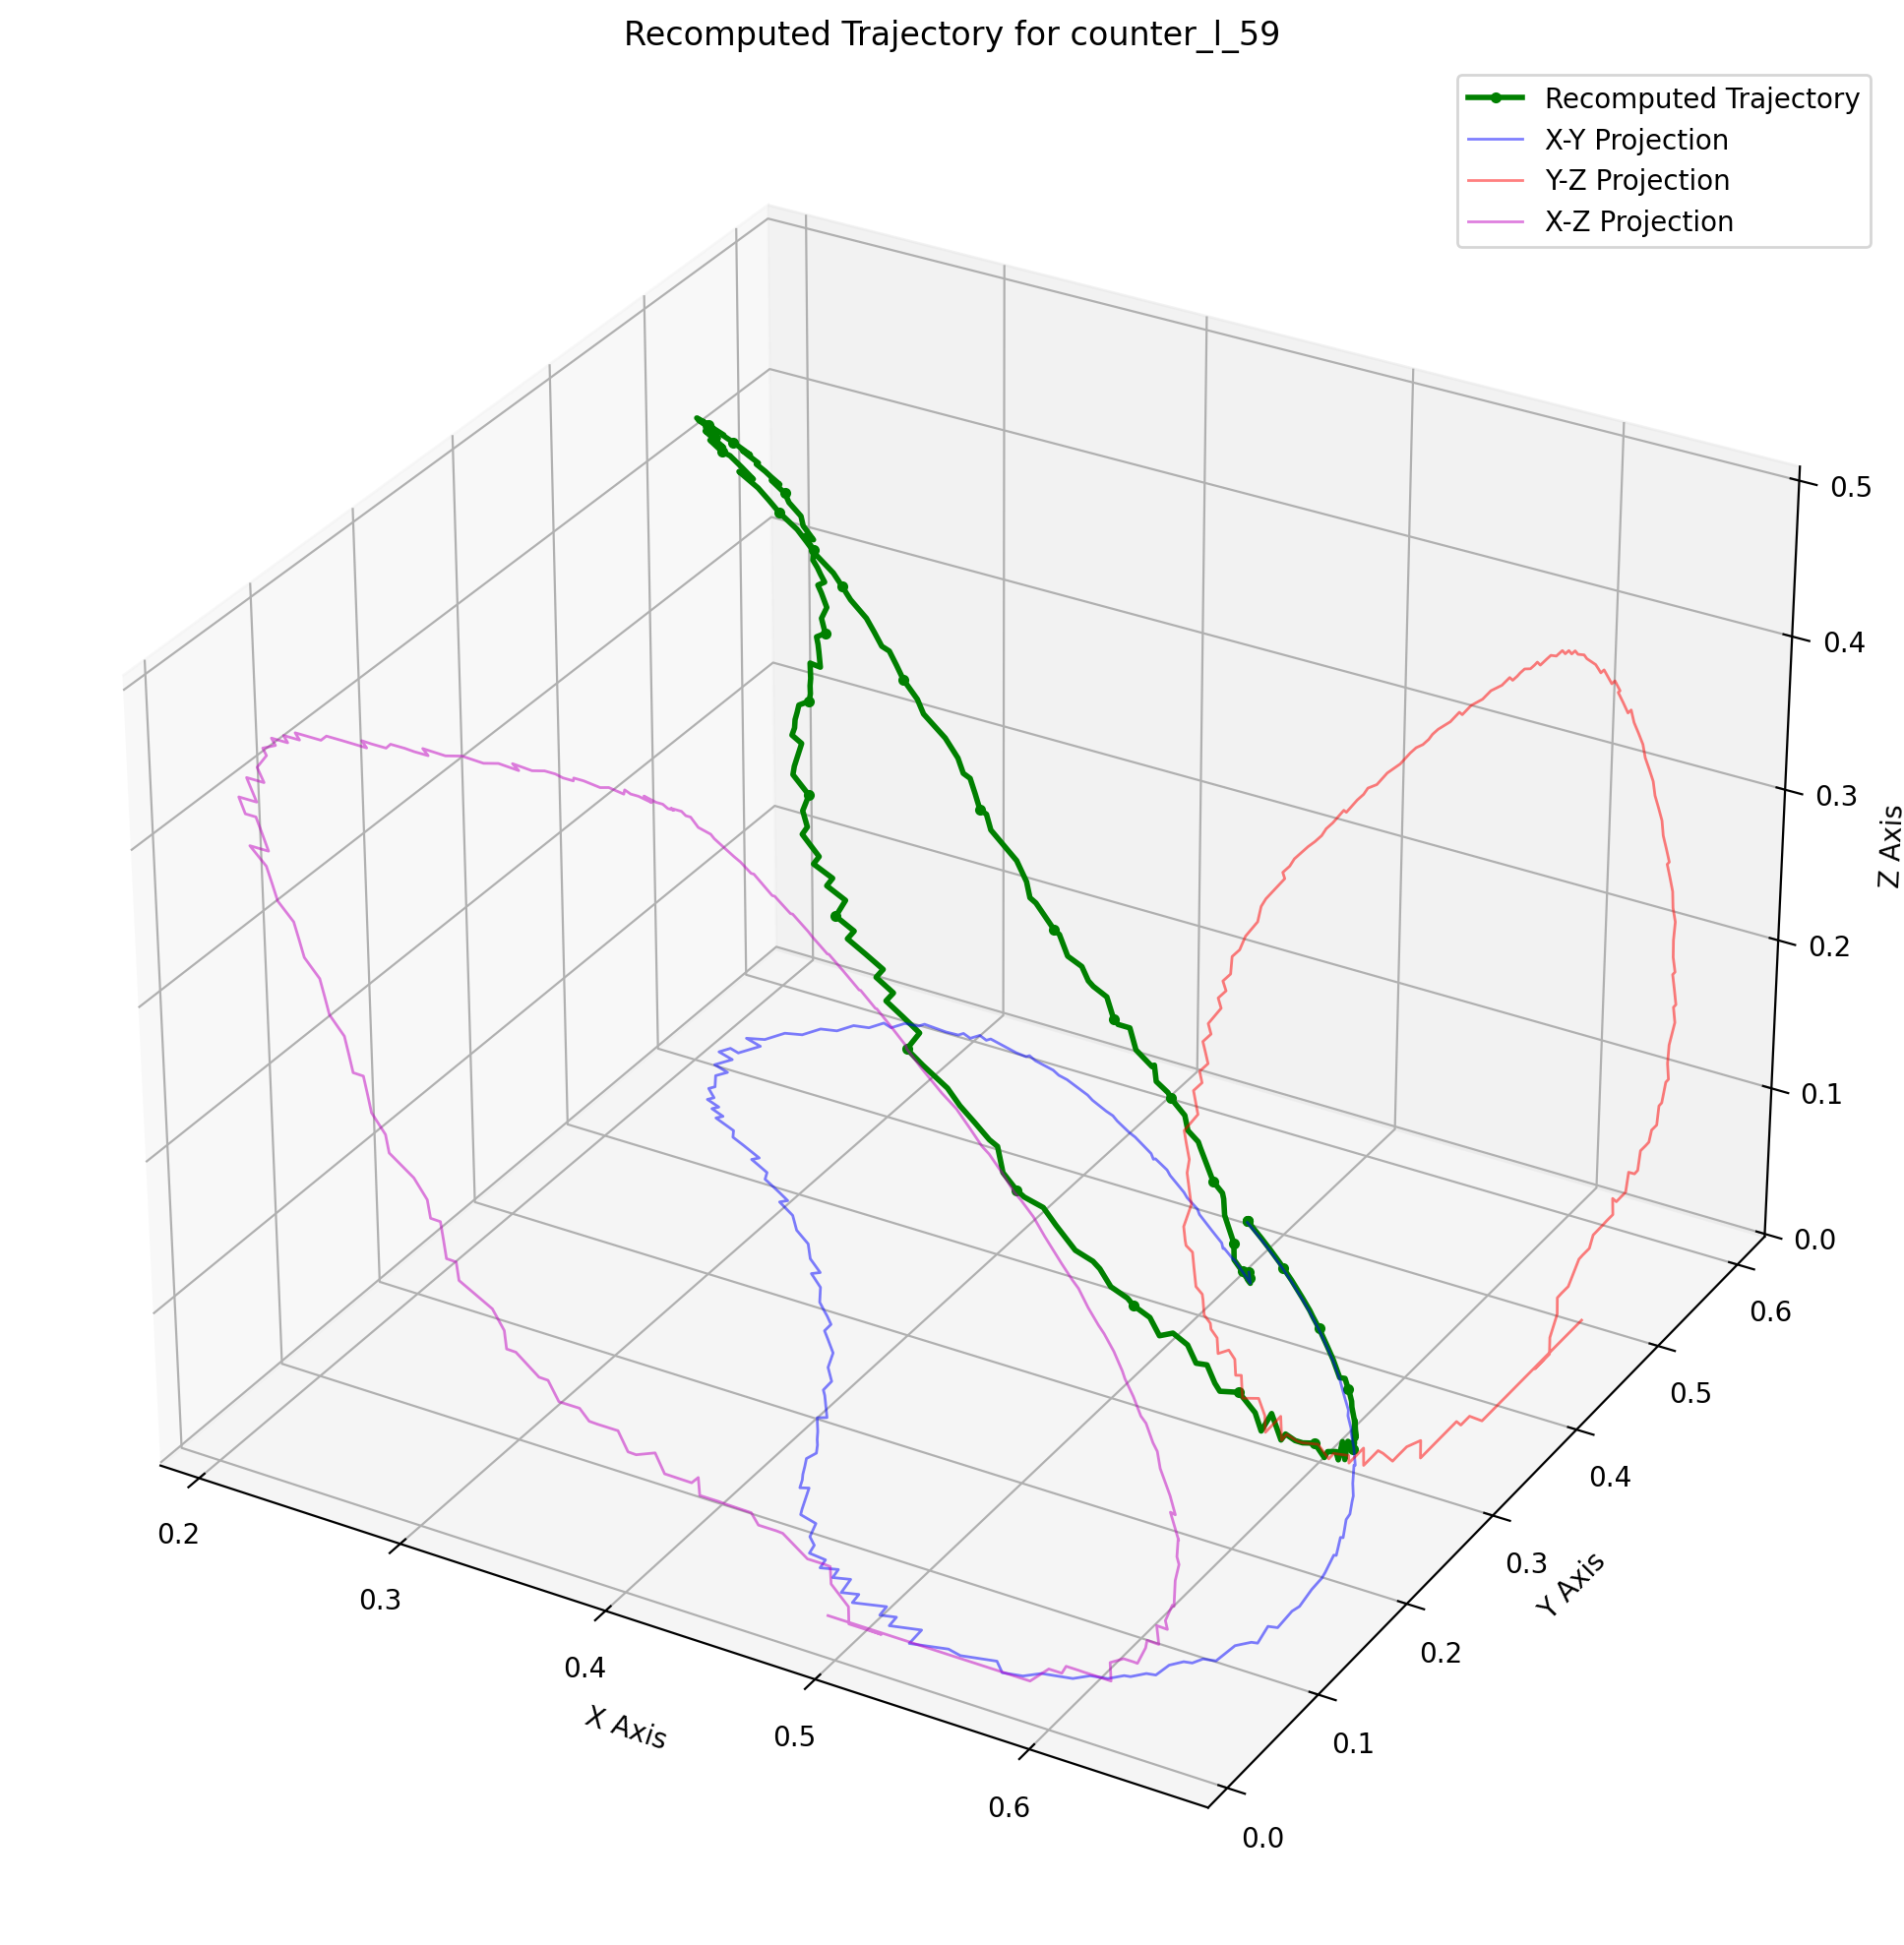 Recomputed Trajectory for counter_l_59
Recomputed Trajectory
X-Y Projection
Y-Z Projection
X-Z Projection
0.5
0.4
0.3
0.2
0.1
0.0
Z Axis
0.6
0.5
0.4
0.3
0.2
0.1
0.0
Y Axis
0.2
0.3
0.4
0.5
0.6
X Axis